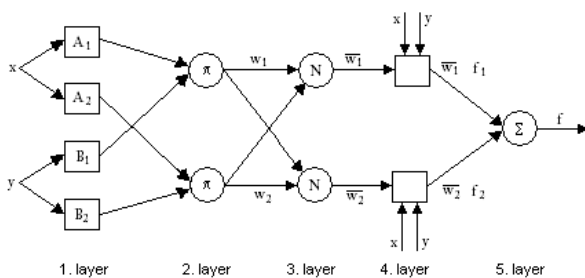 x y
A₁ w₁ w̅₁ w̅₁ f₁
x π N
A₂
Σ f
B₁
y π N
B₂ w₂ w̅₂ w̅₂ f₂
x y
1. layer 2. layer 3. layer 4. layer 5. layer